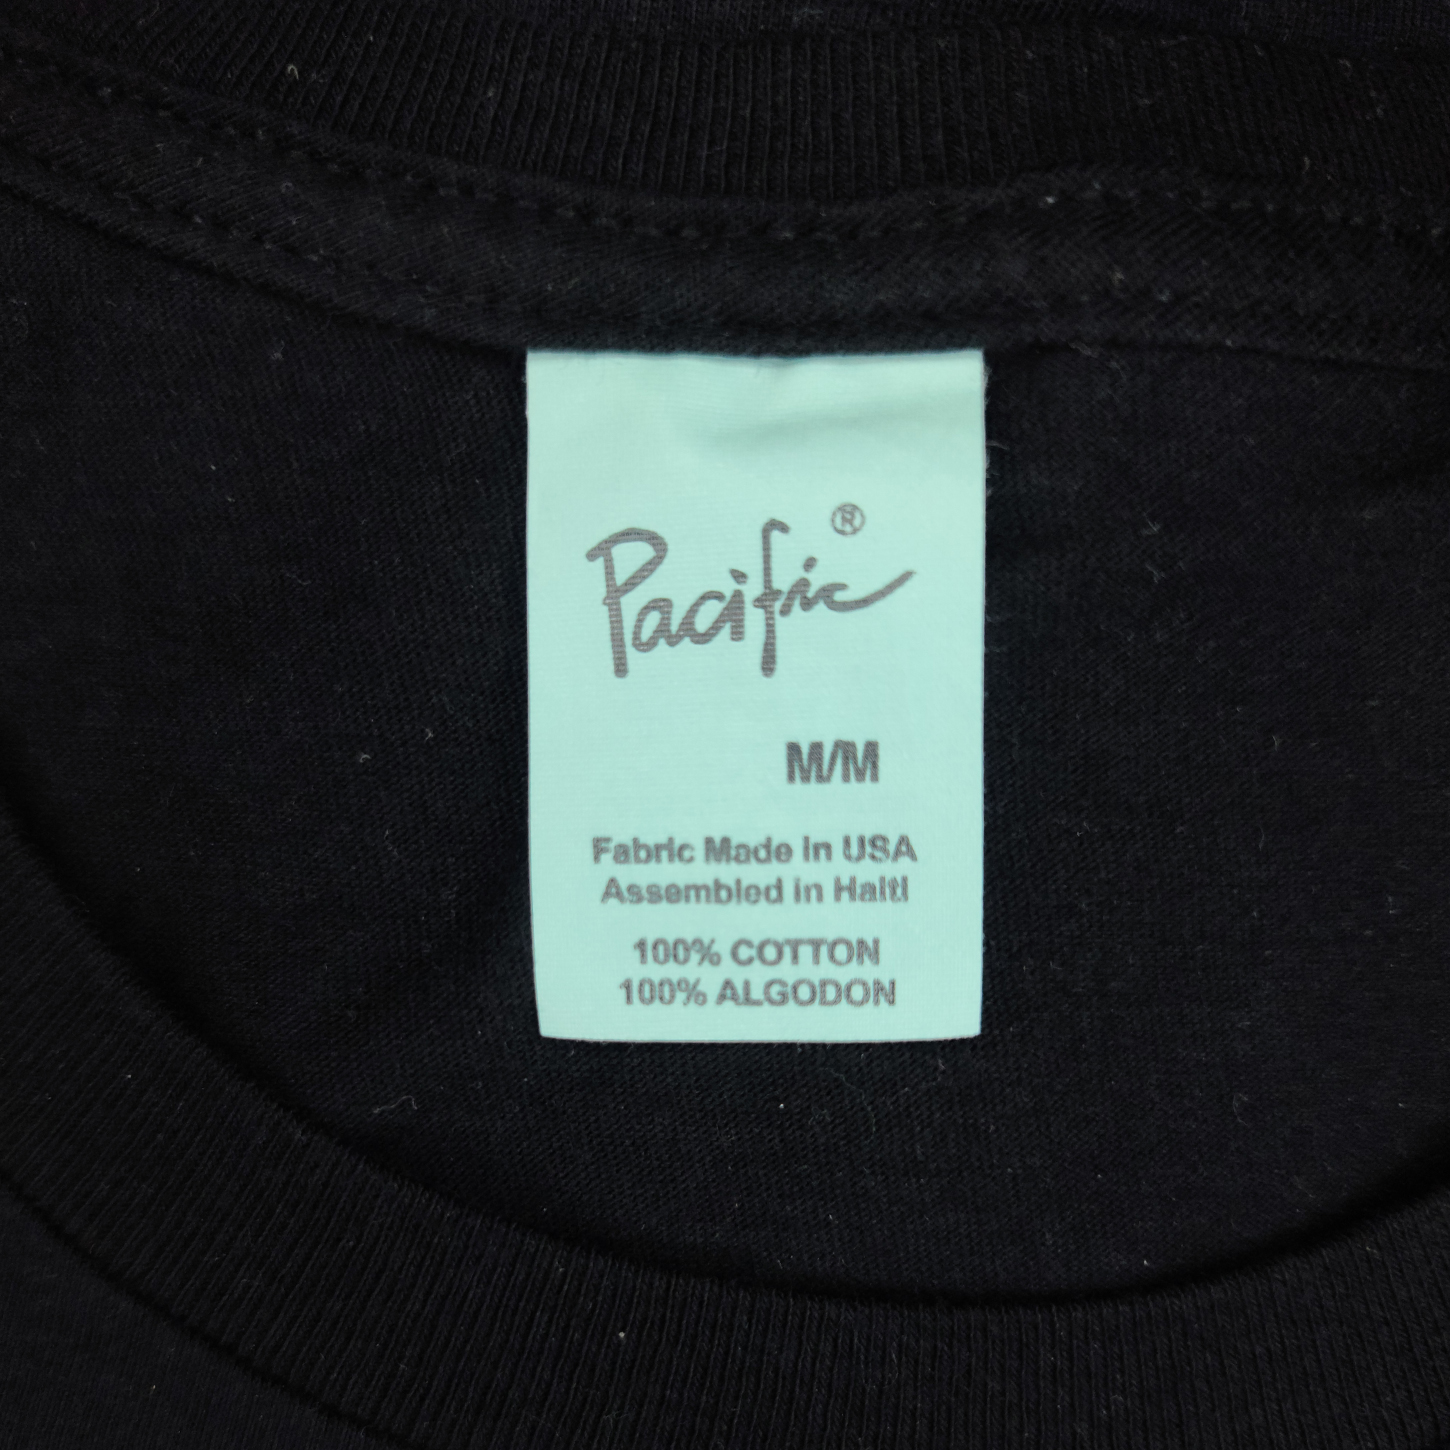 Pacific®
M/M
Fabric Made in USA
Assembled in Haiti
100% COTTON
100% ALGODON